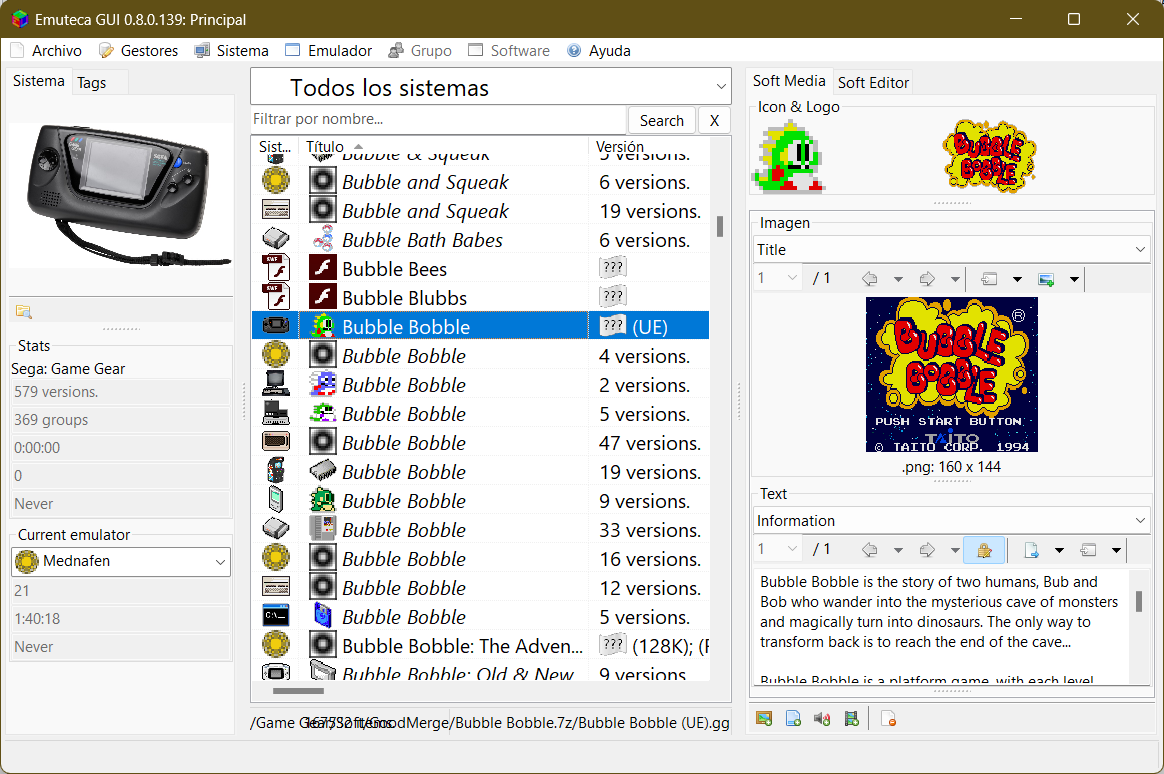 Emuteca GUI 0.8.0.139: Principal
Archivo Gestores Sistema Emulador Grupo Software Ayuda
Sistema Tags
Stats
Sega: Game Gear
579 versions.
369 groups
0:00:00
0
Never
Current emulator
Mednafen
21
1:40:18
Never
Todos los sistemas
Filtrar por nombre... Search X
Sist... Título Versión
Bubble & Squeak 5 versions.
Bubble and Squeak 6 versions.
Bubble and Squeak 19 versions.
Bubble Bath Babes 6 versions.
Bubble Bees ???
Bubble Blubbs ???
Bubble Bobble ??? (UE)
Bubble Bobble 4 versions.
Bubble Bobble 2 versions.
Bubble Bobble 5 versions.
Bubble Bobble 47 versions.
Bubble Bobble 19 versions.
Bubble Bobble 9 versions.
Bubble Bobble 33 versions.
Bubble Bobble 16 versions.
Bubble Bobble 12 versions.
Bubble Bobble 5 versions.
Bubble Bobble: The Adven... ??? (128K);
Bubble Bobble: Old & New 9 versions.
/GoodMerge/Bubble Bobble.7z/Bubble Bobble (UE).gg
Soft Media Soft Editor
Icon & Logo
BUBBLE
BOBBLE
Imagen
Title
1 / 1
BUBBLE ®
BOBBLE
PUSH START BUTTON
TAITO
© TAITO CORP. 1994
.png: 160 x 144
Text
Information
1 / 1
Bubble Bobble is the story of two humans, Bub and
Bob who wander into the mysterious cave of monsters
and magically turn into dinosaurs. The only way to
transform back is to reach the end of the cave...
Bubble Bobble is a platform game, with each level